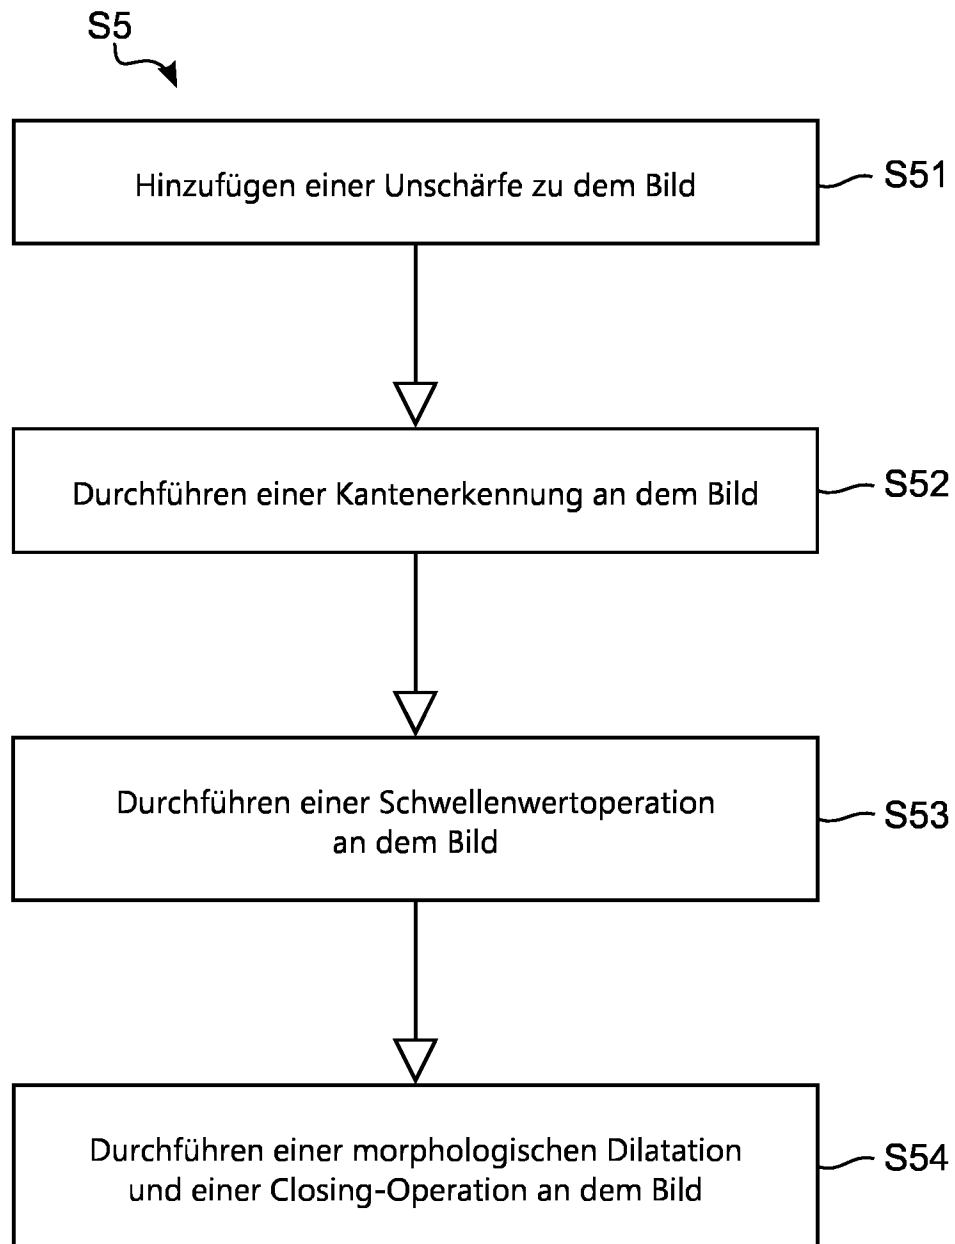 S5
Hinzufügen einer Unschärfe zu dem Bild
S51
Durchführen einer Kantenerkennung an dem Bild
S52
Durchführen einer Schwellenwertoperation
an dem Bild
S53
Durchführen einer morphologischen Dilatation
und einer Closing-Operation an dem Bild
S54